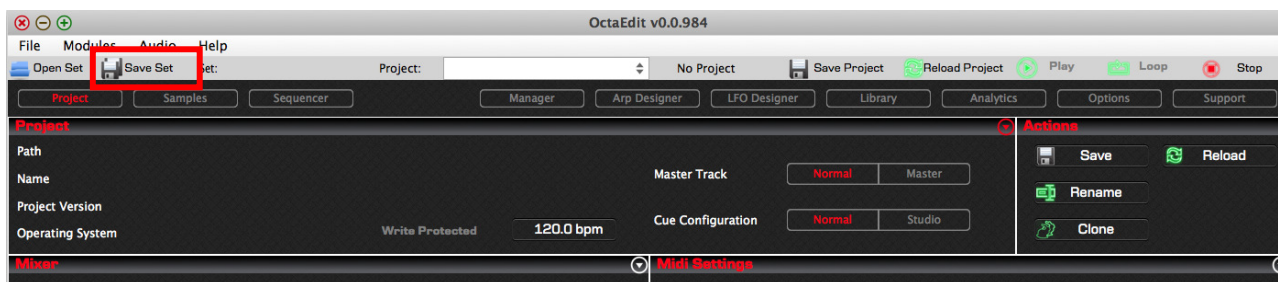 OctaEdit v0.0.984
File Modules Audio Help
Open Set Save Set Set: Project: No Project Save Project Reload Project Play Loop Stop
Project Samples Sequencer Manager Arp Designer LFO Designer Library Analytics Options Support
Project Actions
Path Save Reload
Name Master Track Normal Master
Rename
Project Version
Operating System Write Protected 120.0 bpm Cue Configuration Normal Studio Clone
Mixer Midi Settings